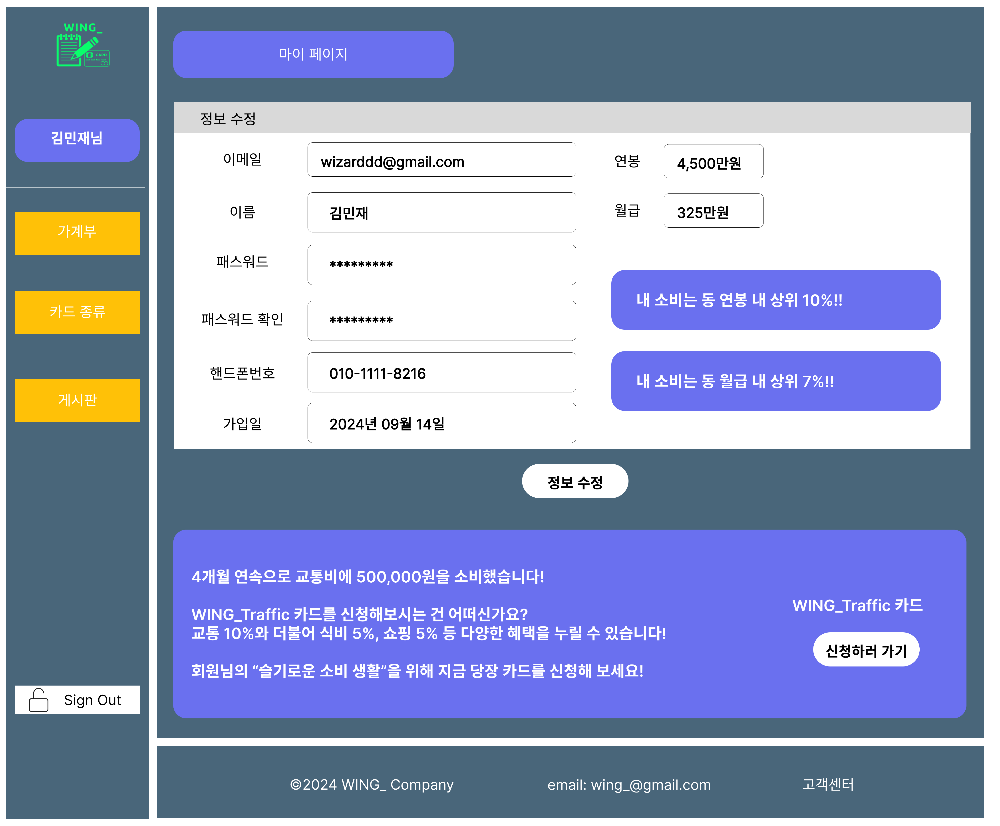 WING_
CARD
김민재님
가계부
카드 종류
게시판
Sign Out
마이 페이지
정보 수정
이메일
wizarddd@gmail.com
연봉
4,500만원
이름
김민재
월급
325만원
패스워드
*********
패스워드 확인
*********
핸드폰번호
010-1111-8216
가입일
2024년 09월 14일
내 소비는 동 연봉 내 상위 10%!!
내 소비는 동 월급 내 상위 7%!!
정보 수정
4개월 연속으로 교통비에 500,000원을 소비했습니다!
WING_Traffic 카드를 신청해보시는 건 어떠신가요?
교통 10%와 더불어 식비 5%, 쇼핑 5% 등 다양한 혜택을 누릴 수 있습니다!
회원님의 “슬기로운 소비 생활”을 위해 지금 당장 카드를 신청해 보세요!
WING_Traffic 카드
신청하러 가기
©2024 WING_ Company
email: wing_@gmail.com
고객센터